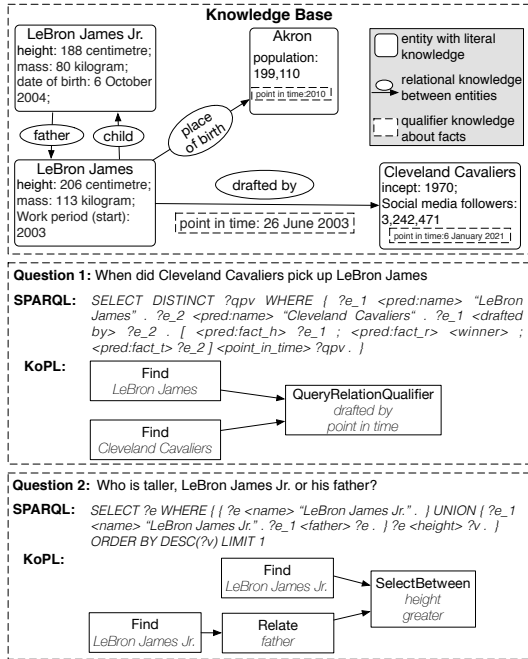 Knowledge Base
LeBron James Jr.
height: 188 centimetre;
mass: 80 kilogram;
date of birth: 6 October
2004;
Akron
population:
199,110
point in time:2010
entity with literal
knowledge
relational knowledge
between entities
qualifier knowledge
about facts
father
child
place
of birth
LeBron James
height: 206 centimetre;
mass: 113 kilogram;
Work period (start):
2003
drafted by
point in time: 26 June 2003
Cleveland Cavaliers
incept: 1970;
Social media followers:
3,242,471
point in time:6 January 2021
Question 1: When did Cleveland Cavaliers pick up LeBron James
SPARQL: SELECT DISTINCT ?qpv WHERE { ?e_1 <pred:name> “LeBron
James” . ?e_2 <pred:name> “Cleveland Cavaliers“ . ?e_1 <drafted
by> ?e_2 . [ <pred:fact_h> ?e_1 ; <pred:fact_r> <winner> ;
<pred:fact_t> ?e_2 ] <point_in_time> ?qpv . }
KoPL:
Find
LeBron James
Find
Cleveland Cavaliers
QueryRelationQualifier
drafted by
point in time
Question 2: Who is taller, LeBron James Jr. or his father?
SPARQL: SELECT ?e WHERE { { ?e <name> “LeBron James Jr.” . } UNION { ?e_1
<name> “LeBron James Jr.” . ?e_1 <father> ?e . } ?e <height> ?v . }
ORDER BY DESC(?v) LIMIT 1
KoPL:
Find
LeBron James Jr.
Find
LeBron James Jr.
Relate
father
SelectBetween
height
greater